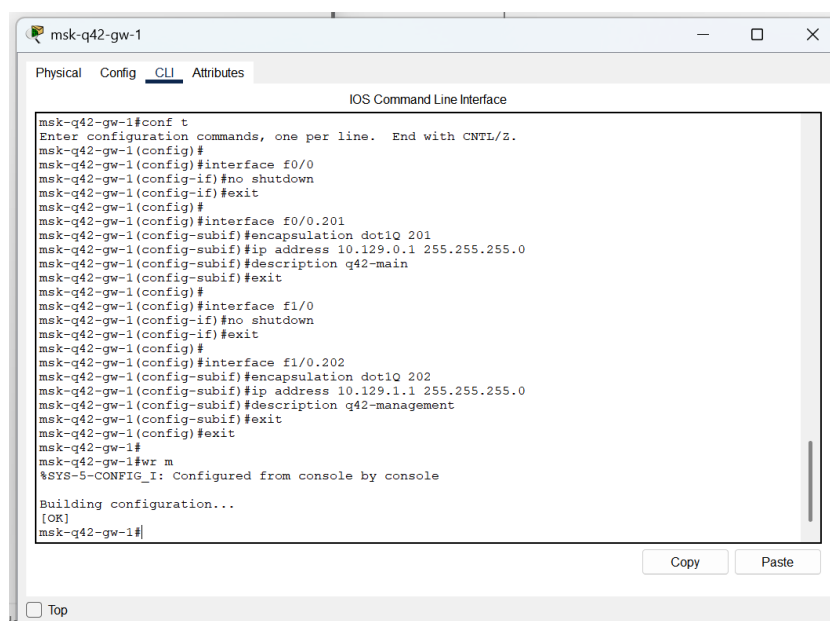 msk-q42-gw-1
Physical Config CLI Attributes
IOS Command Line Interface
msk-q42-gw-1#conf t
Enter configuration commands, one per line.  End with CNTL/Z.
msk-q42-gw-1(config)#
msk-q42-gw-1(config)#interface f0/0
msk-q42-gw-1(config-if)#no shutdown
msk-q42-gw-1(config-if)#exit
msk-q42-gw-1(config)#
msk-q42-gw-1(config)#interface f0/0.201
msk-q42-gw-1(config-subif)#encapsulation dot1Q 201
msk-q42-gw-1(config-subif)#ip address 10.129.0.1 255.255.255.0
msk-q42-gw-1(config-subif)#description q42-main
msk-q42-gw-1(config-subif)#exit
msk-q42-gw-1(config)#
msk-q42-gw-1(config)#interface f1/0
msk-q42-gw-1(config-if)#no shutdown
msk-q42-gw-1(config-if)#exit
msk-q42-gw-1(config)#
msk-q42-gw-1(config)#interface f1/0.202
msk-q42-gw-1(config-subif)#encapsulation dot1Q 202
msk-q42-gw-1(config-subif)#ip address 10.129.1.1 255.255.255.0
msk-q42-gw-1(config-subif)#description q42-management
msk-q42-gw-1(config-subif)#exit
msk-q42-gw-1(config)#exit
msk-q42-gw-1#
msk-q42-gw-1#wr m
%SYS-5-CONFIG_I: Configured from console by console
Building configuration...
[OK]
msk-q42-gw-1#
Copy Paste
Top